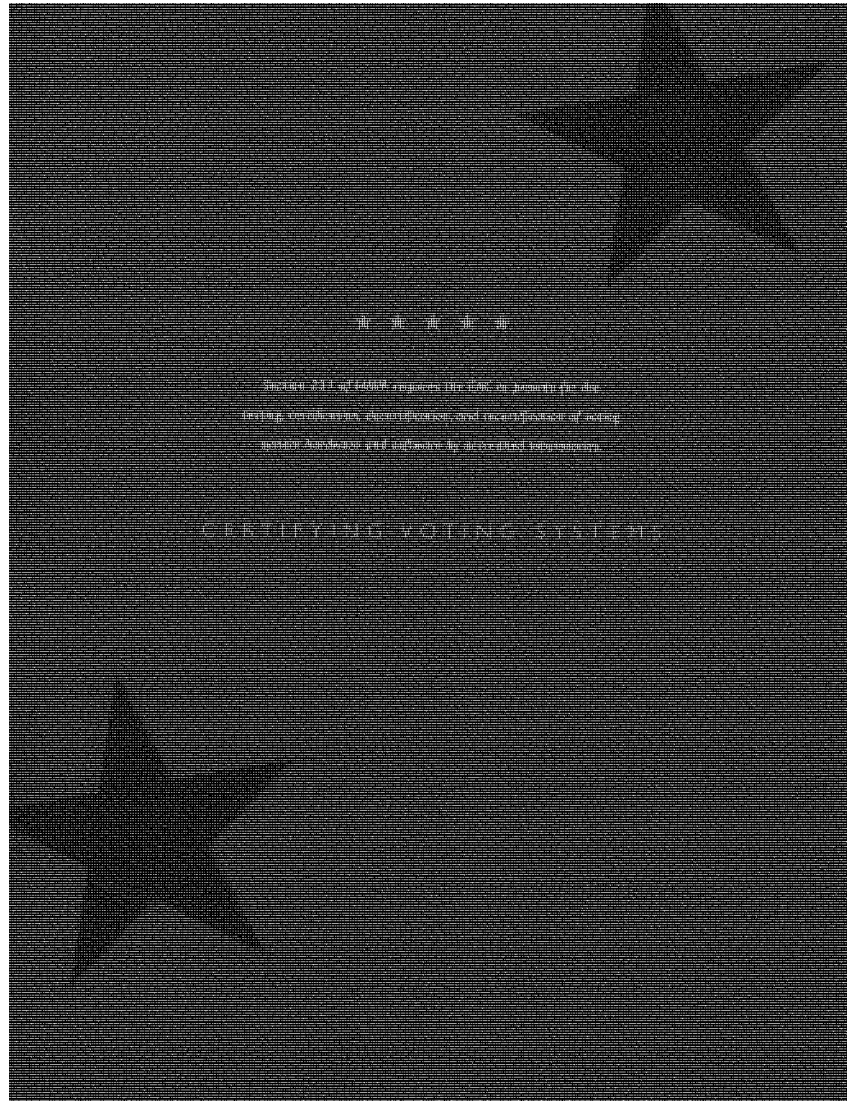 Section 231 of HAVA requires the EAC to provide for the
testing, certification, decertification, and recertification of voting
system hardware and software by accredited laboratories.
CERTIFYING VOTING SYSTEMS